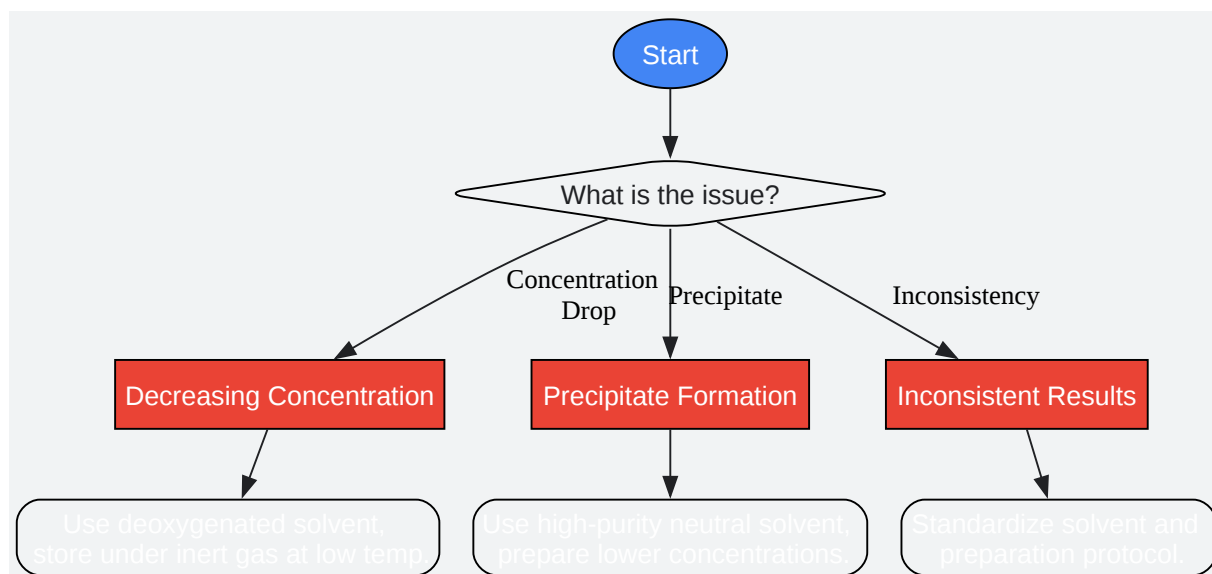 Start
What is the issue?
Concentration
Drop
Precipitate
Inconsistency
Decreasing Concentration
Precipitate Formation
Inconsistent Results
Use deoxygenated solvent,
store under inert gas at low temp.
Use high-purity neutral solvent,
prepare lower concentrations.
Standardize solvent and
preparation protocol.